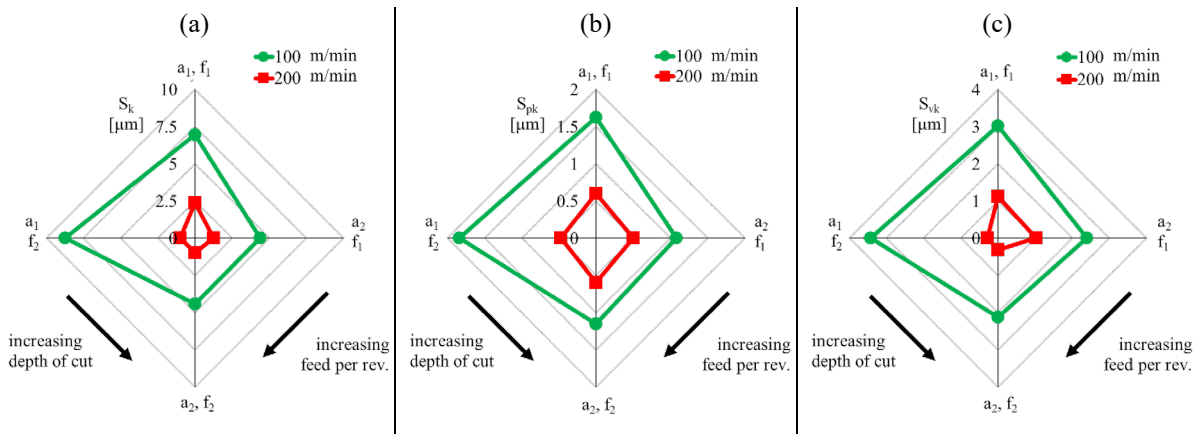 (a)
100 m/min
200 m/min
a1, f1
10
Sk
[μm]
7.5
5
2.5
0
a1
f2
a2
f1
increasing
depth of cut
increasing
feed per rev.
a2, f2
(b)
100 m/min
200 m/min
a1, f1
2
Spk
[μm]
1.5
1
0.5
0
a1
f2
a2
f1
increasing
depth of cut
increasing
feed per rev.
a2, f2
(c)
100 m/min
200 m/min
a1, f1
4
Svk
[μm]
3
2
1
0
a1
f2
a2
f1
increasing
depth of cut
increasing
feed per rev.
a2, f2